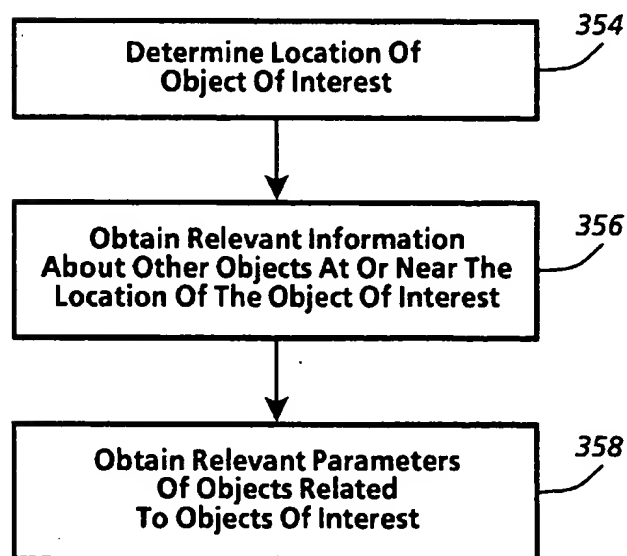 354
Determine Location Of
Object Of Interest
356
Obtain Relevant Information
About Other Objects At Or Near The
Location Of The Object Of Interest
358
Obtain Relevant Parameters
Of Objects Related
To Objects Of Interest